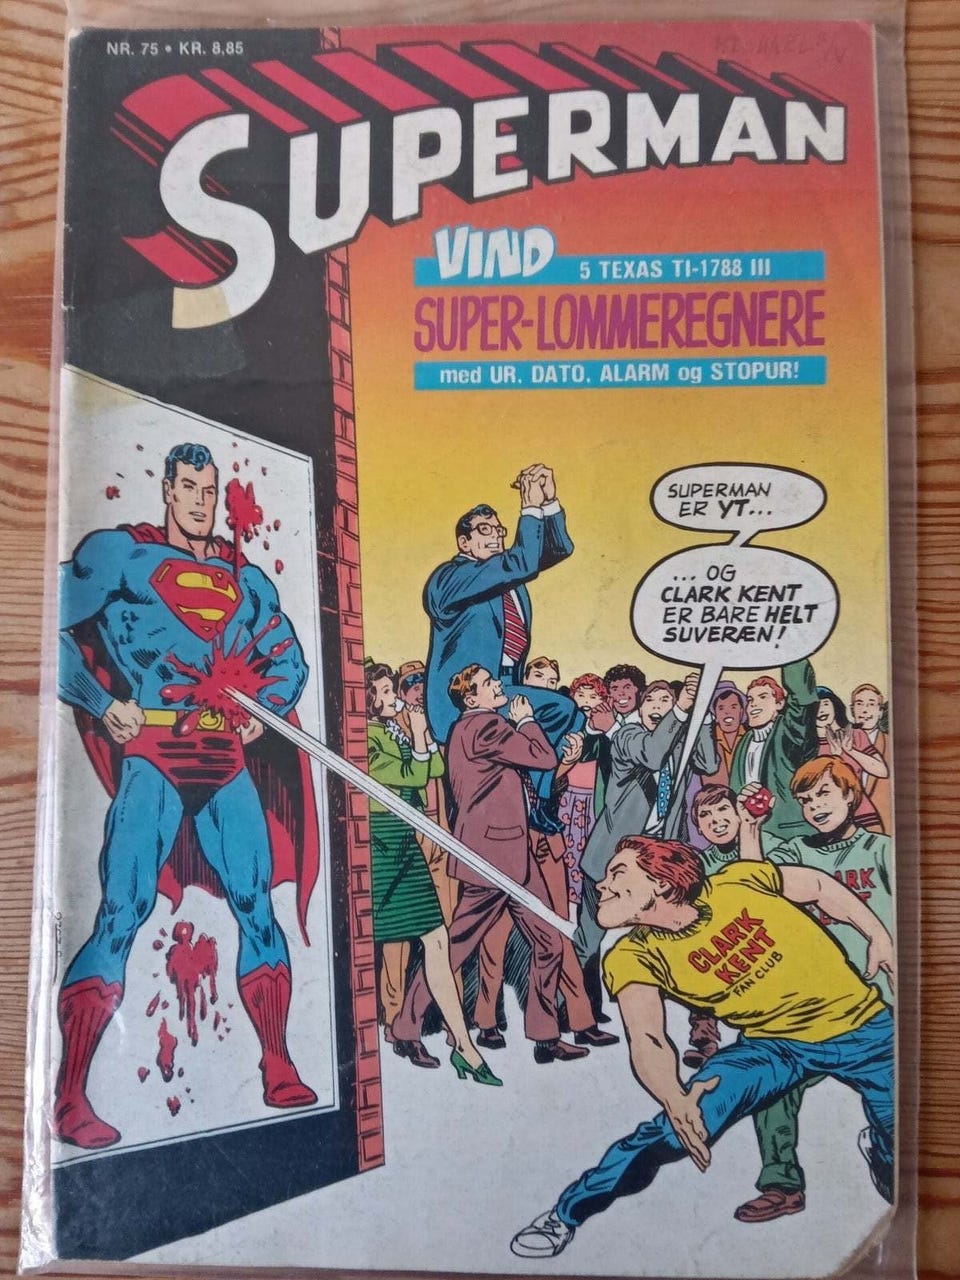 NR. 75 • KR. 8,85
SUPERMAN
VIND
5 TEXAS TI-1788 III
SUPER-LOMMEREGNERE
med UR, DATO, ALARM og STOPUR!
SUPERMAN
ER YT...
... OG
CLARK KENT
ER BARE HELT
SUVERÆN!
S
CLARK
KENT
FAN CLUB